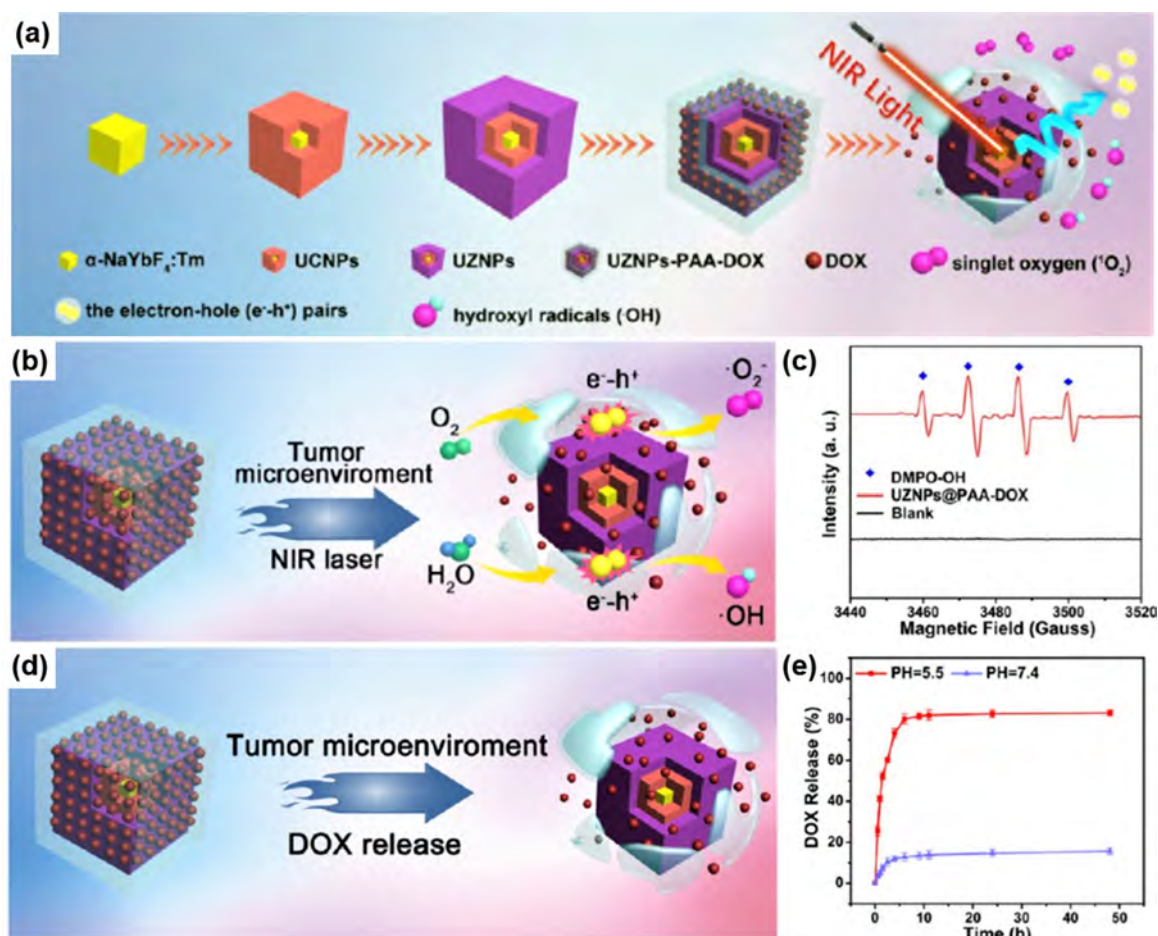 (a)
NIR Light
α-NaYbF₄:Tm
UCNPs
UZNPs
UZNPs-PAA-DOX
DOX
singlet oxygen (¹O₂)
the electron-hole (e⁻-h⁺) pairs
hydroxyl radicals (·OH)
(b)
Tumor
microenviroment
NIR laser
O₂
H₂O
e⁻-h⁺
·O₂⁻
e⁻-h⁺
·OH
(c)
Intensity (a. u.)
DMPO-OH
UZNPs@PAA-DOX
Blank
3440 3460 3480 3500 3520
Magnetic Field (Gauss)
(d)
Tumor microenviroment
DOX release
(e)
PH=5.5 PH=7.4
DOX Release (%)
100
80
60
40
20
0
0 10 20 30 40 50
Time (h)